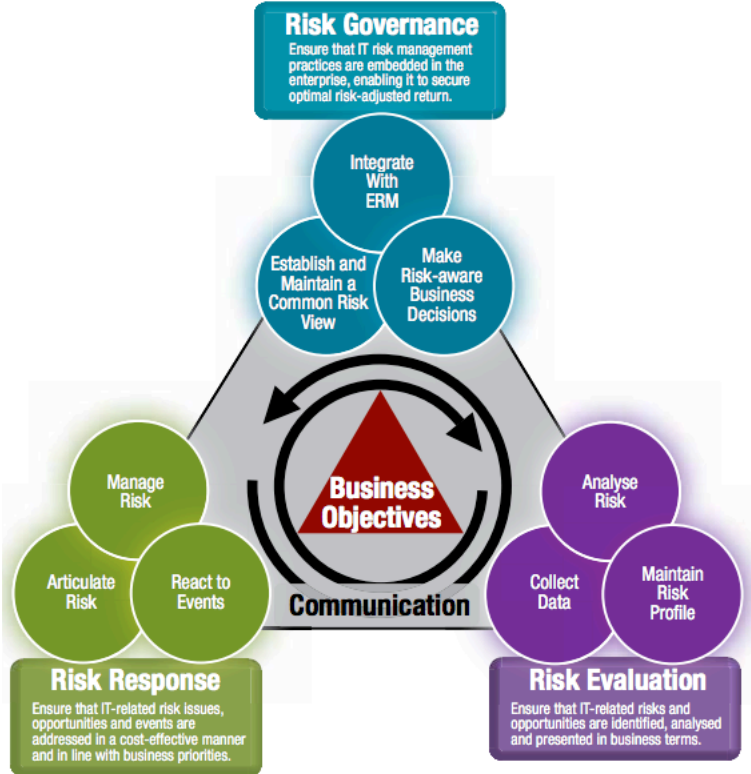 Risk Governance
Ensure that IT risk management
practices are embedded in the
enterprise, enabling it to secure
optimal risk-adjusted return.
Integrate
With
ERM
Establish and
Maintain a
Common Risk
View
Make
Risk-aware
Business
Decisions
Business
Objectives
Communication
Manage
Risk
Articulate
Risk
React to
Events
Analyse
Risk
Collect
Data
Maintain
Risk
Profile
Risk Response
Ensure that IT-related risk issues,
opportunities and events are
addressed in a cost-effective manner
and in line with business priorities.
Risk Evaluation
Ensure that IT-related risks and
opportunities are identified, analysed
and presented in business terms.